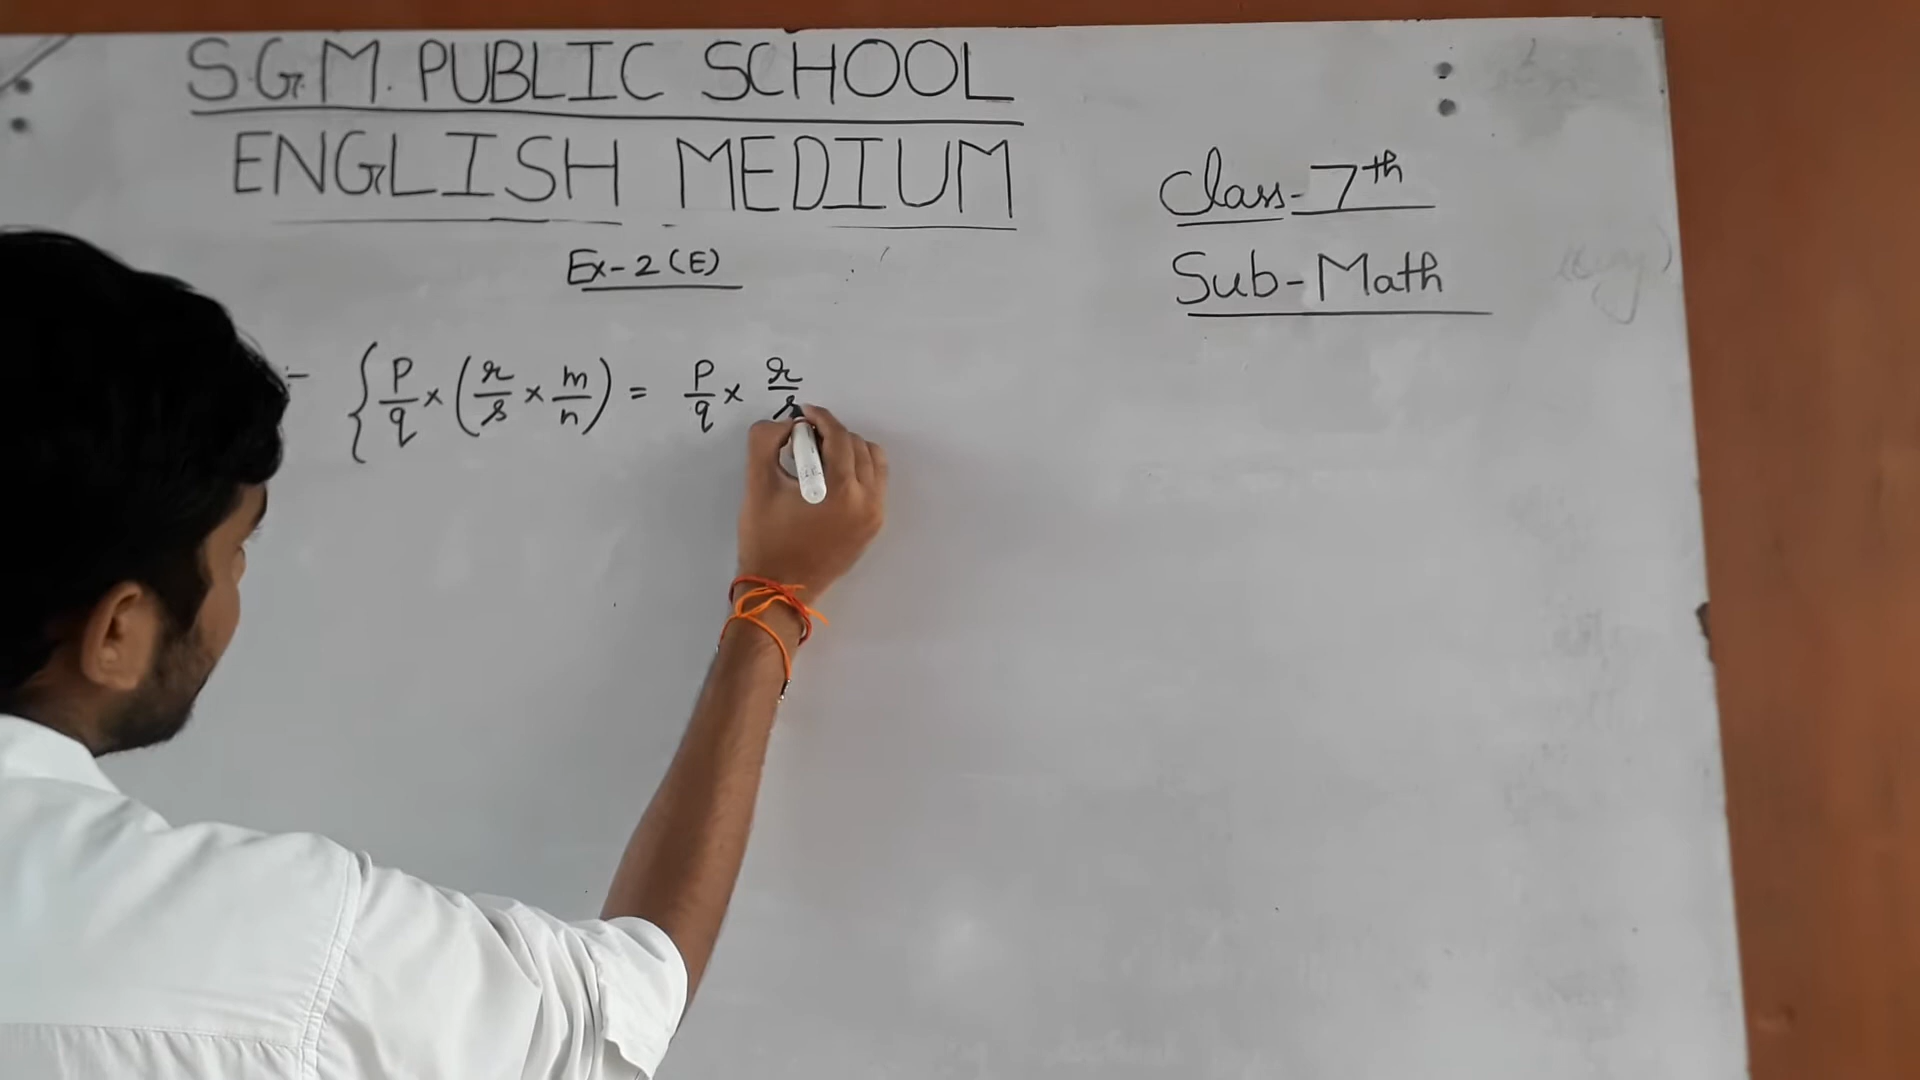 S.G.M. PUBLIC SCHOOL
ENGLISH MEDIUM
Class-7th
Sub-Math
Ex-2(E)
{p/q × (r/s × m/n) = p/q × r/s